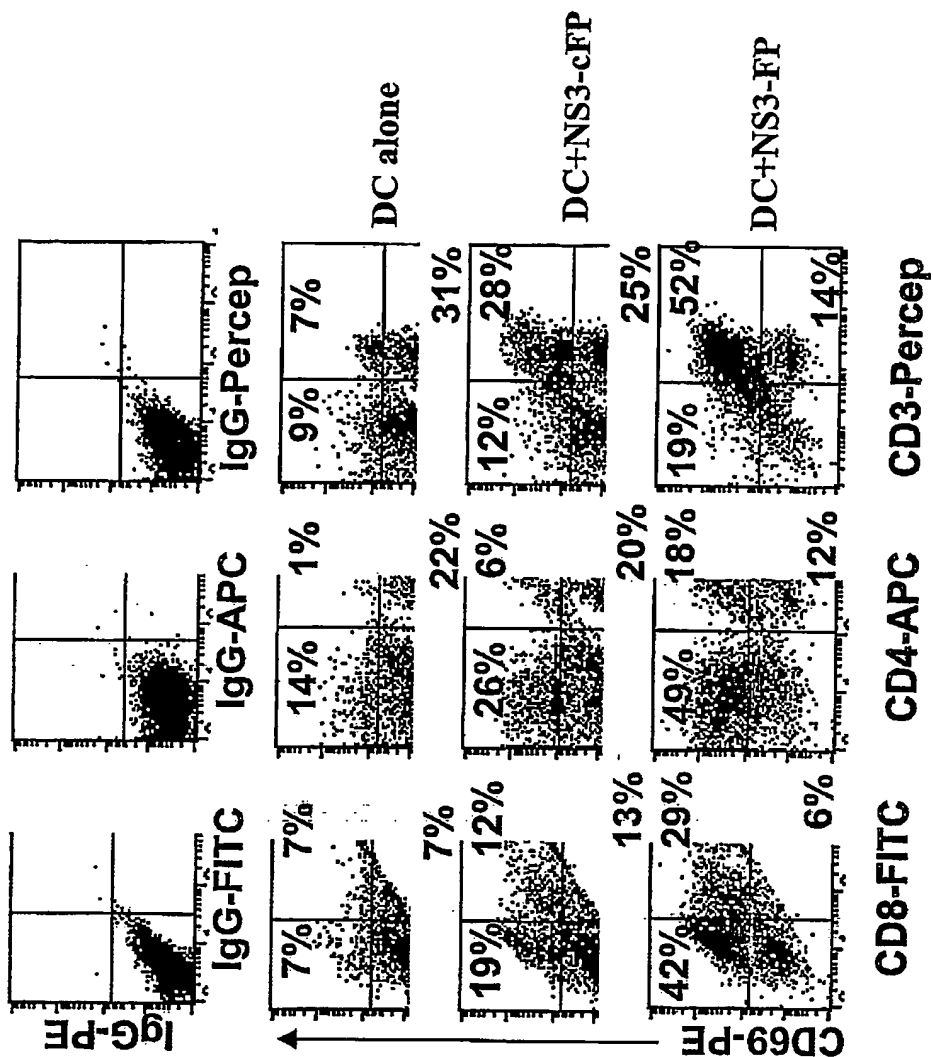 IgG-PE
IgG-FITC
IgG-APC
IgG-Percep
7%
7%
14%
1%
9%
7%
DC alone
7%
22%
31%
19%
12%
26%
6%
12%
28%
DC+NS3-cFP
13%
20%
25%
42%
29%
49%
18%
19%
52%
DC+NS3-FP
6%
12%
14%
CD69-PE
CD8-FITC
CD4-APC
CD3-Percep